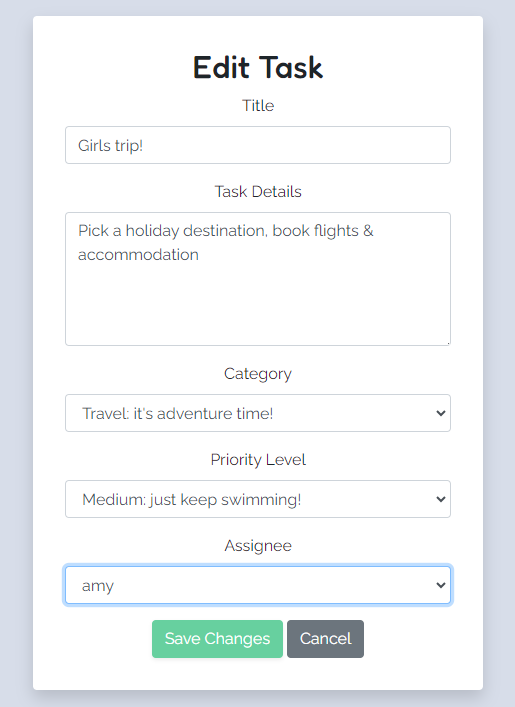 Edit Task
Title
Girls trip!
Task Details
Pick a holiday destination, book flights &
accommodation
Category
Travel: it's adventure time!
Priority Level
Medium: just keep swimming!
Assignee
amy
Save Changes Cancel